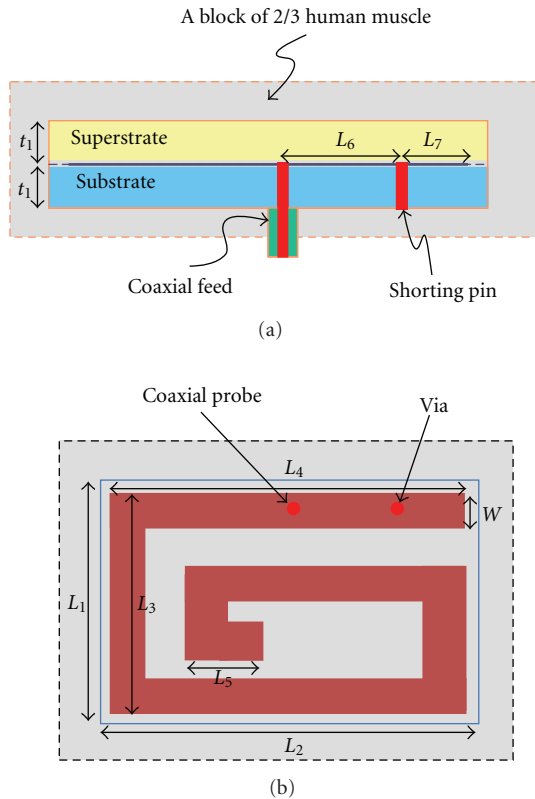 A block of 2/3 human muscle
t₁
Superstrate
L₆
L₇
t₁
Substrate
Coaxial feed
Shorting pin
(a)
Coaxial probe
Via
L₄
W
L₁
L₃
L₅
L₂
(b)